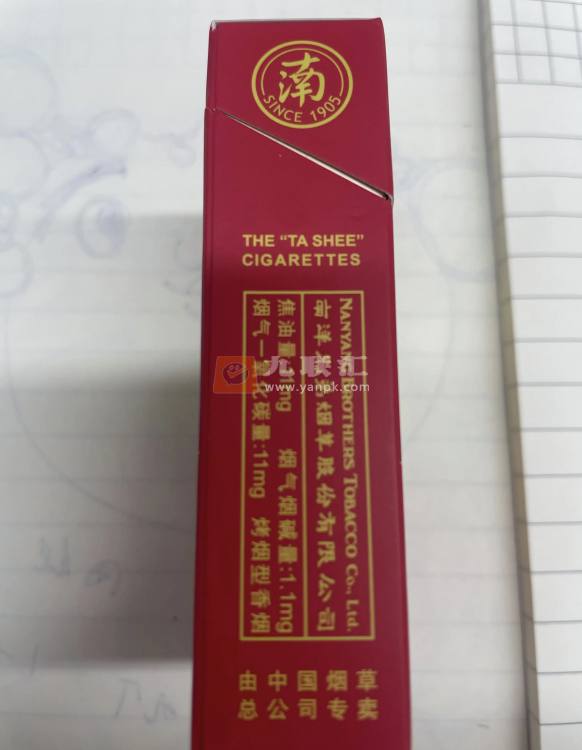 湳
SINCE 1905
THE "TA SHEE"
CIGARETTES
NANYANG BROTHERS TOBACCO Co., Ltd.
南洋兄弟烟草股份有限公司
焦油量:11mg 烟气烟碱量:1.1mg
烟气一氧化碳量:11mg 烤烟型香烟
九联汇
www.yanpk.com
由中国烟草
总公司专卖